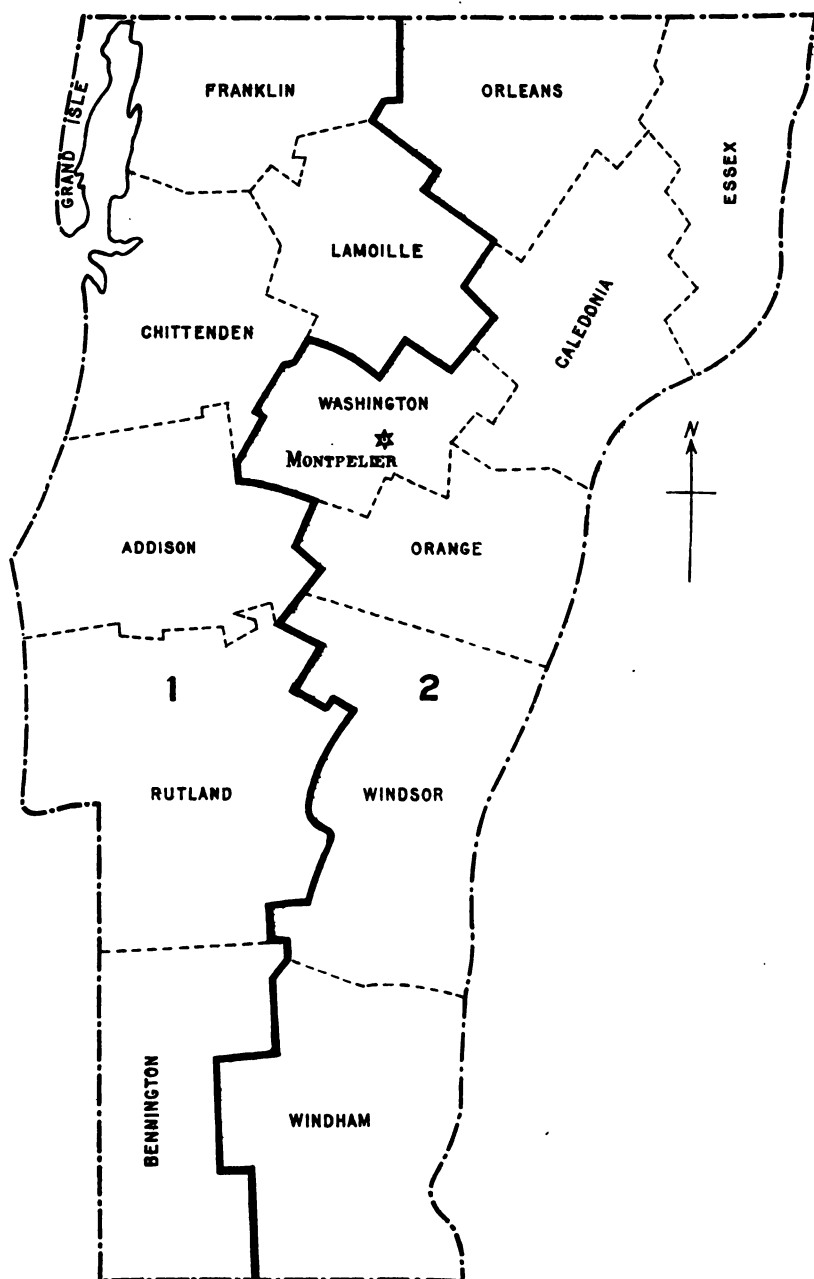 FRANKLIN
ORLEANS
GRAND ISLE
ESSEX
LAMOILLE
CHITTENDEN
CALEDONIA
WASHINGTON
MONTPELIER
N
ADDISON
ORANGE
1
2
RUTLAND
WINDSOR
BENNINGTON
WINDHAM